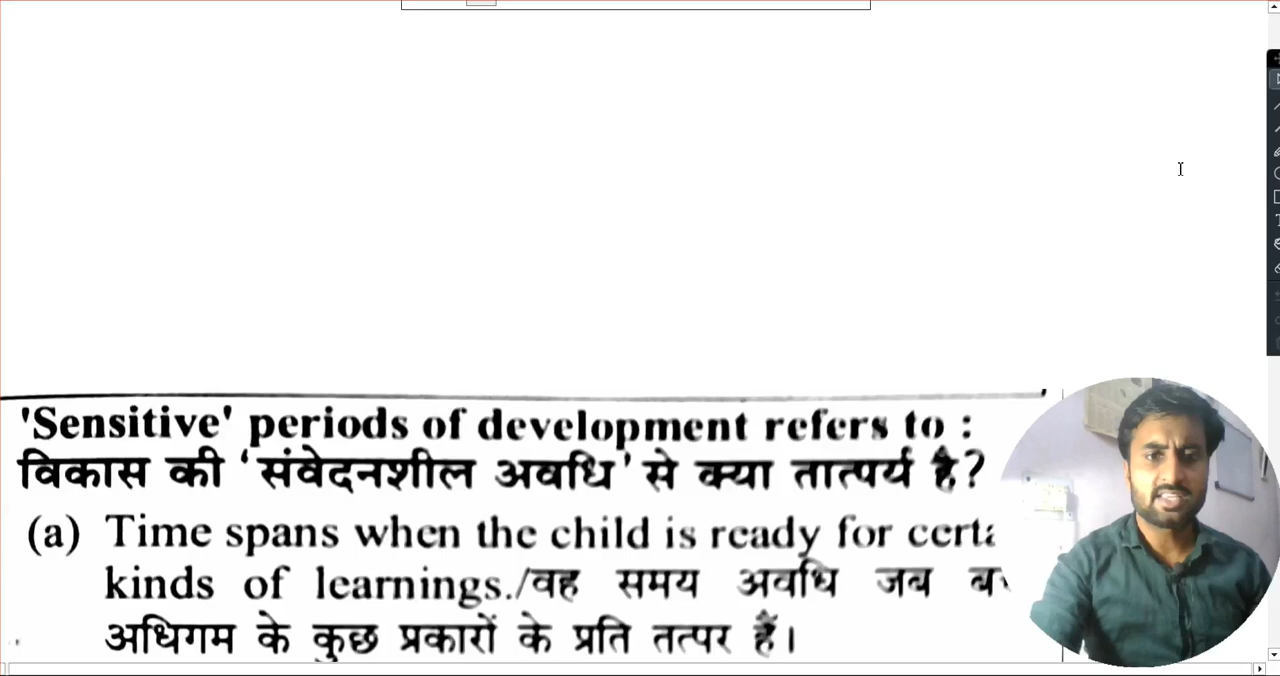 'Sensitive' periods of development refers to :
विकास की ‘संवेदनशील अवधि’ से क्या तात्पर्य है?
(a) Time spans when the child is ready for
kinds of learnings./वह समय अवधि जब
अधिगम के कुछ प्रकारों के प्रति तत्पर हैं।